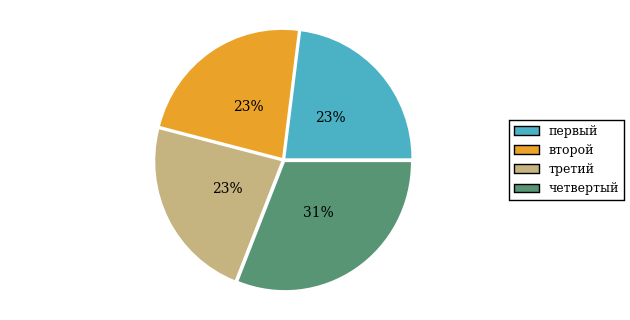 23%
23%
23%
31%
первый
второй
третий
четвертый